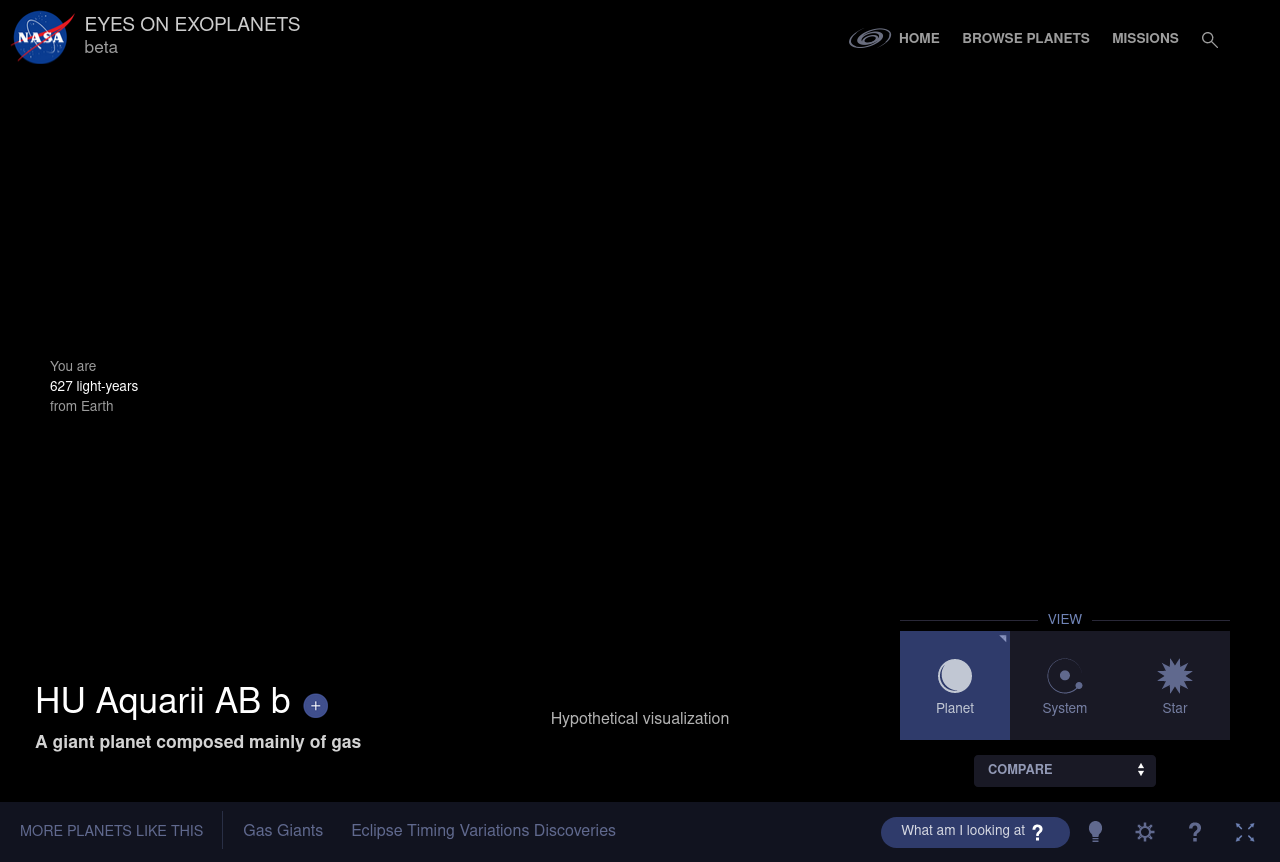 NASA
EYES ON EXOPLANETS
beta
HOME
BROWSE PLANETS
MISSIONS
You are
627 light-years
from Earth
VIEW
Planet
System
Star
HU Aquarii AB b +
A giant planet composed mainly of gas
Hypothetical visualization
COMPARE
MORE PLANETS LIKE THIS
Gas Giants
Eclipse Timing Variations Discoveries
What am I looking at ?
?